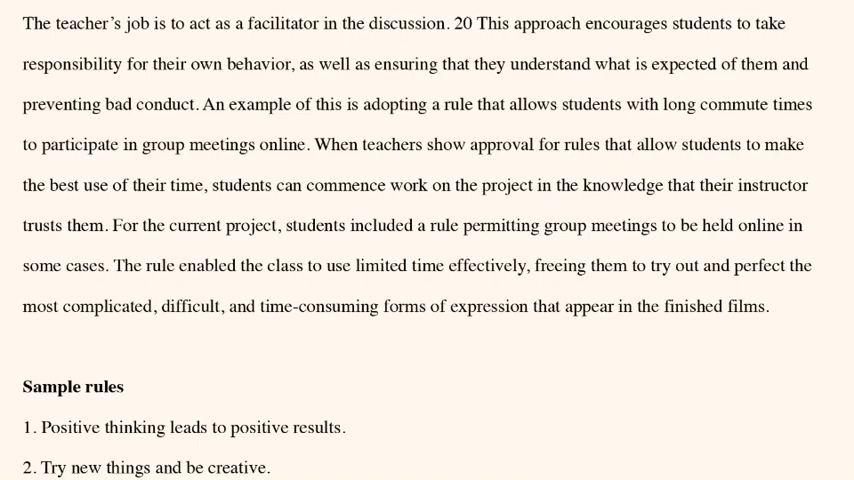 The teacher’s job is to act as a facilitator in the discussion. 20 This approach encourages students to take
responsibility for their own behavior, as well as ensuring that they understand what is expected of them and
preventing bad conduct. An example of this is adopting a rule that allows students with long commute times
to participate in group meetings online. When teachers show approval for rules that allow students to make
the best use of their time, students can commence work on the project in the knowledge that their instructor
trusts them. For the current project, students included a rule permitting group meetings to be held online in
some cases. The rule enabled the class to use limited time effectively, freeing them to try out and perfect the
most complicated, difficult, and time-consuming forms of expression that appear in the finished films.
Sample rules
1. Positive thinking leads to positive results.
2. Try new things and be creative.